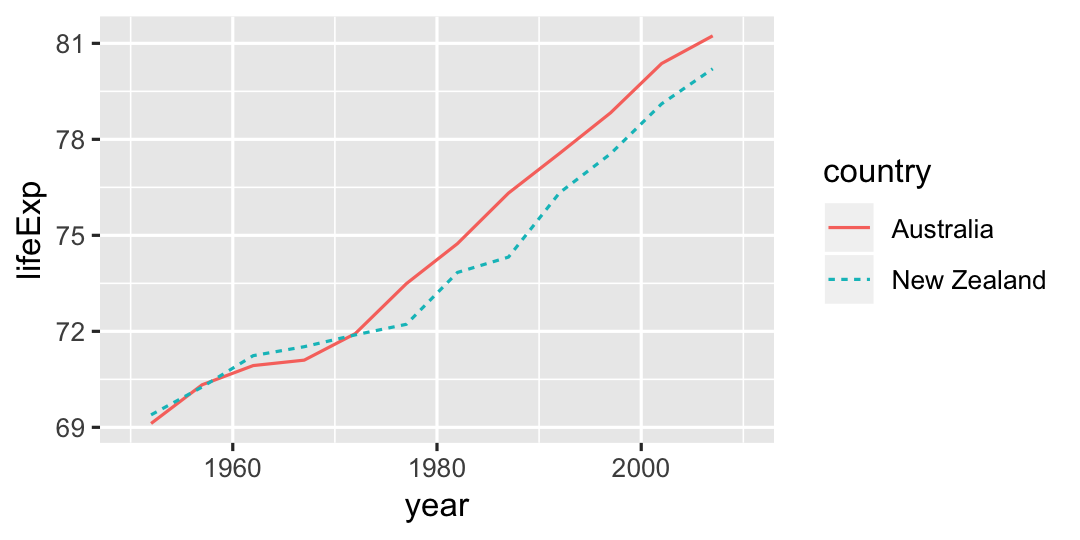 81
78
75
72
69
lifeExp
1960 1980 2000
year
country
Australia
New Zealand